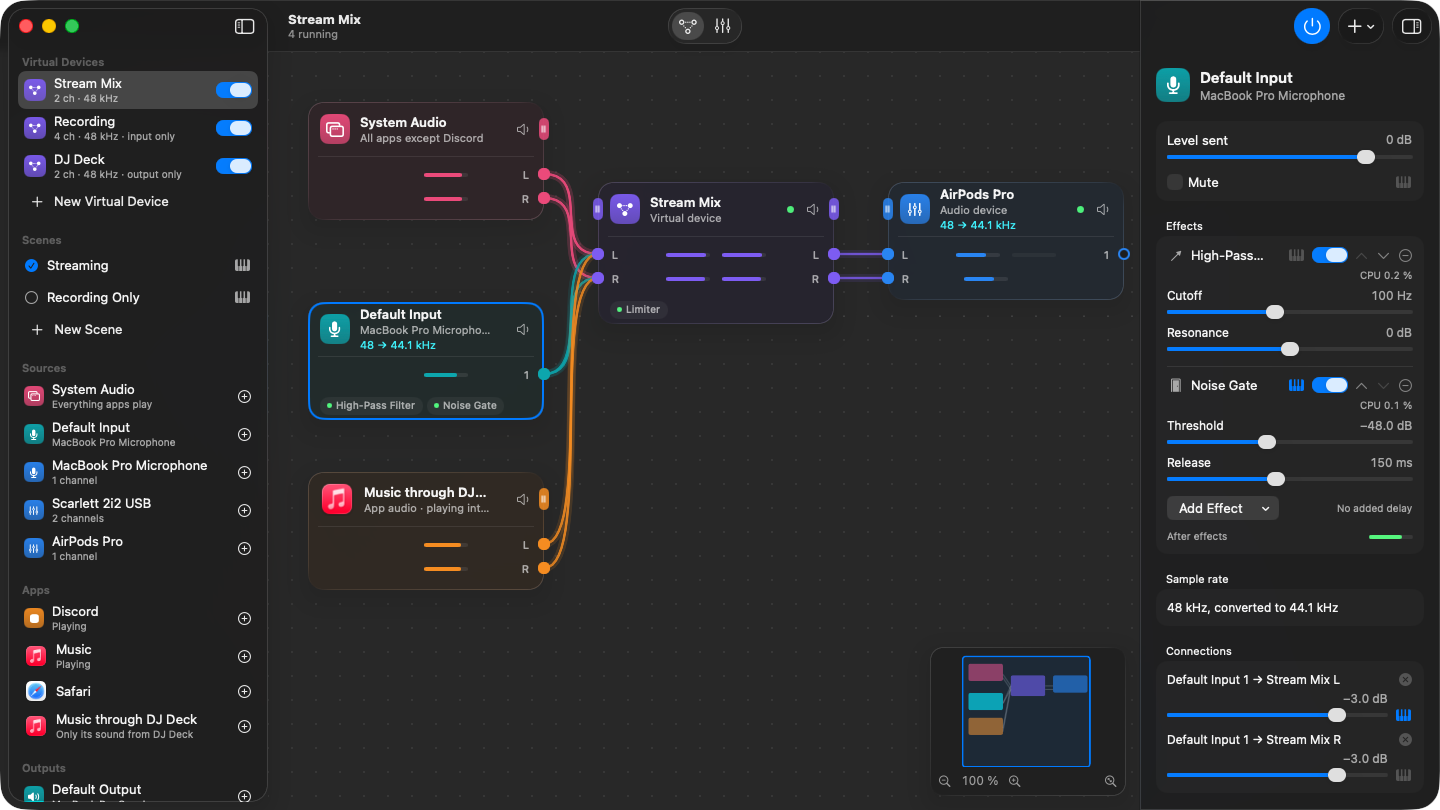 Virtual Devices
Stream Mix
2 ch · 48 kHz
Recording
4 ch · 48 kHz · input only
DJ Deck
2 ch · 48 kHz · output only
New Virtual Device
Scenes
Streaming
Recording Only
New Scene
Sources
System Audio
Everything apps play
Default Input
MacBook Pro Microphone
MacBook Pro Microphone
1 channel
Scarlett 2i2 USB
2 channels
AirPods Pro
1 channel
Apps
Discord
Playing
Music
Playing
Safari
Music through DJ Deck
Only its sound from DJ Deck
Outputs
Default Output
Stream Mix
4 running
System Audio
All apps except Discord
L
R
Default Input
MacBook Pro Micropho...
48 → 44.1 kHz
1
High-Pass Filter
Noise Gate
Music through DJ...
App audio · playing int...
L
R
Stream Mix
Virtual device
L L
R R
Limiter
AirPods Pro
Audio device
48 → 44.1 kHz
L 1
R
100 %
Default Input
MacBook Pro Microphone
Level sent 0 dB
Mute
Effects
High-Pass...
CPU 0.2 %
Cutoff 100 Hz
Resonance 0 dB
Noise Gate
CPU 0.1 %
Threshold −48.0 dB
Release 150 ms
Add Effect No added delay
After effects
Sample rate
48 kHz, converted to 44.1 kHz
Connections
Default Input 1 → Stream Mix L
−3.0 dB
Default Input 1 → Stream Mix R
−3.0 dB